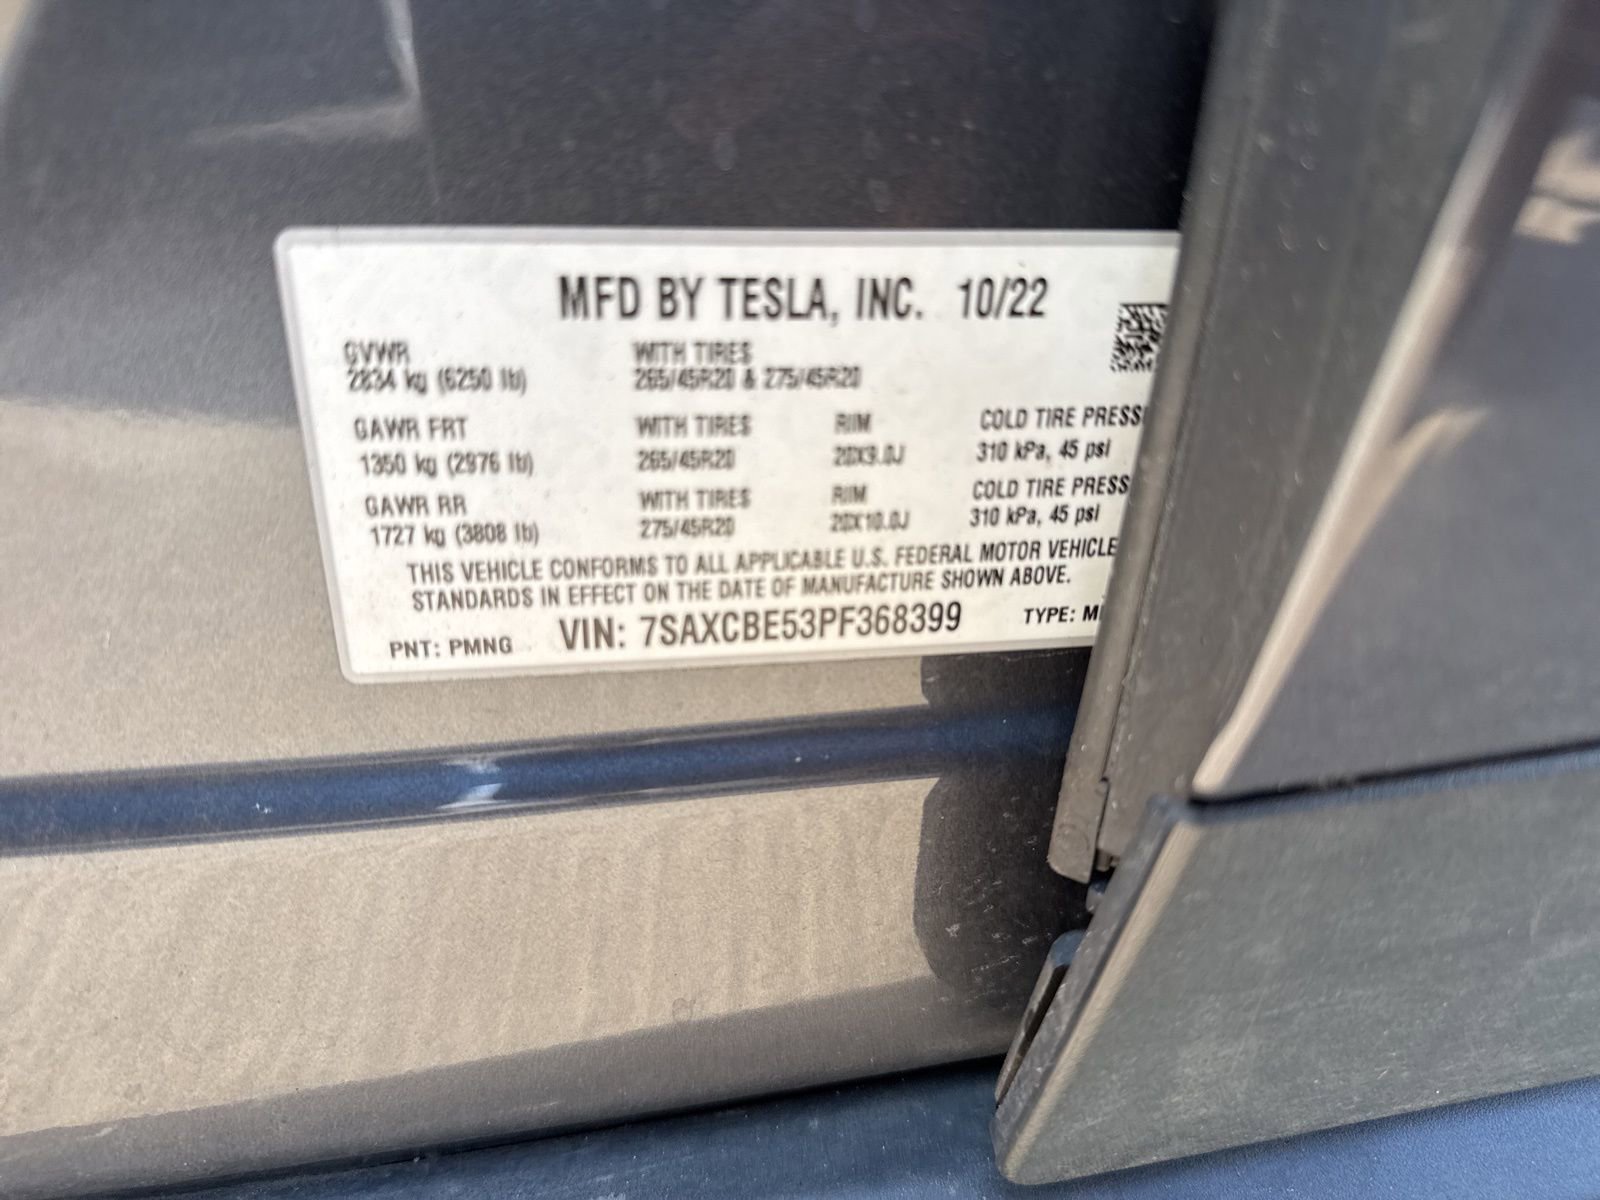 MFD BY TESLA, INC. 10/22
GVWR WITH TIRES
2834 kg (6250 lb) 265/45R20 & 275/45R20
GAWR FRT WITH TIRES RIM COLD TIRE PRESS
1350 kg (2976 lb) 265/45R20 20X9.0J 310 kPa, 45 psi
GAWR RR WITH TIRES RIM COLD TIRE PRESS
1727 kg (3808 lb) 275/45R20 20X10.0J 310 kPa, 45 psi
THIS VEHICLE CONFORMS TO ALL APPLICABLE U.S. FEDERAL MOTOR VEHICLE
STANDARDS IN EFFECT ON THE DATE OF MANUFACTURE SHOWN ABOVE.
PNT: PMNG VIN: 7SAXCBE53PF368399 TYPE: